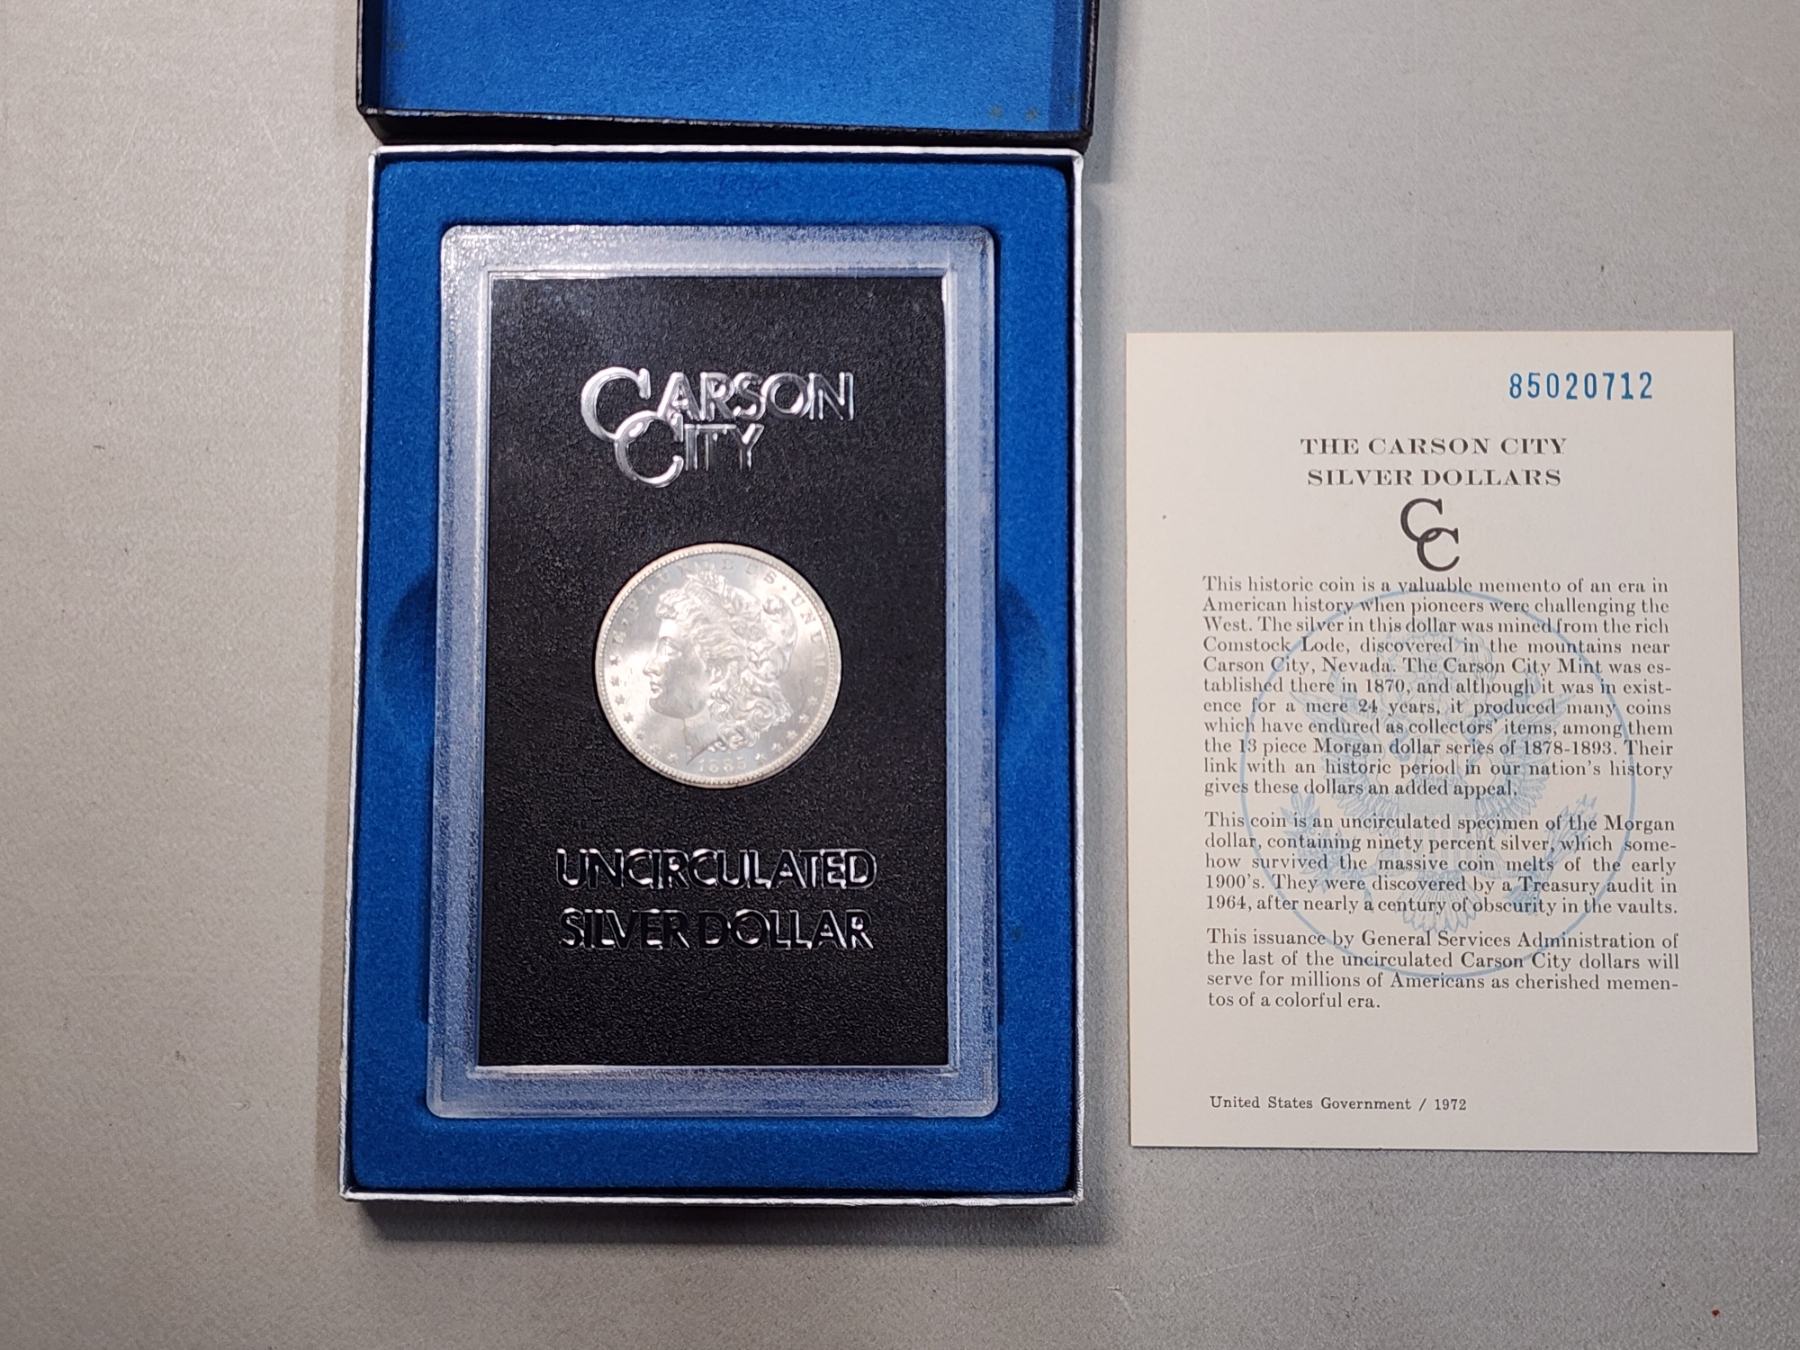 CARSON
CITY
E·PLURIBUS·UNUM
1885
UNCIRCULATED
SILVER DOLLAR
85020712
THE CARSON CITY
SILVER DOLLARS
CC
This historic coin is a valuable memento of an era in
American history when pioneers were challenging the
West. The silver in this dollar was mined from the rich
Comstock Lode, discovered in the mountains near
Carson City, Nevada. The Carson City Mint was es-
tablished there in 1870, and although it was in exist-
ence for a mere 24 years, it produced many coins
which have endured as collectors' items, among them
the 13 piece Morgan dollar series of 1878-1893. Their
link with an historic period in our nation's history
gives these dollars an added appeal.
This coin is an uncirculated specimen of the Morgan
dollar, containing ninety percent silver, which some-
how survived the massive coin melts of the early
1900's. They were discovered by a Treasury audit in
1964, after nearly a century of obscurity in the vaults.
This issuance by General Services Administration of
the last of the uncirculated Carson City dollars will
serve for millions of Americans as cherished memen-
tos of a colorful era.
United States Government / 1972